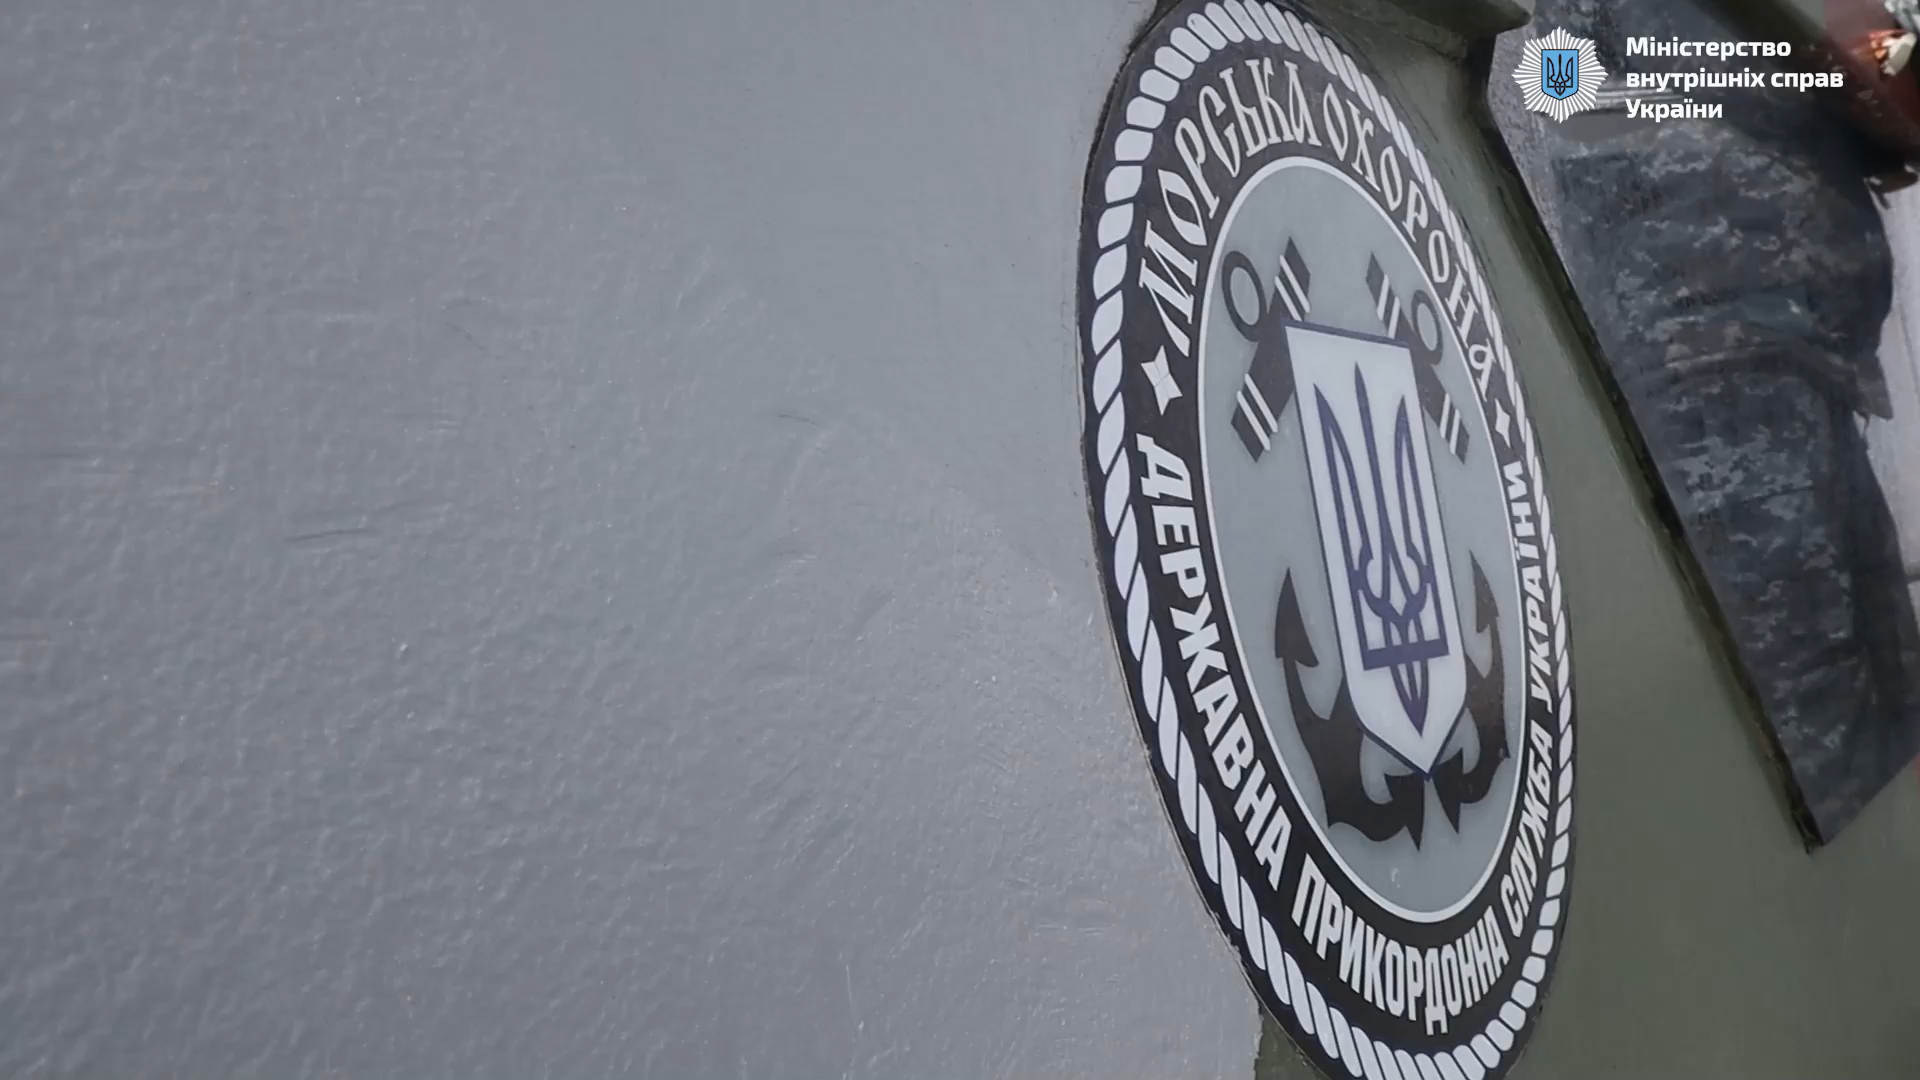 Міністерство
внутрішніх справ
України
МОРСЬКА ОХОРОНА
ДЕРЖАВНА ПРИКОРДОННА СЛУЖБА УКРАЇНИ